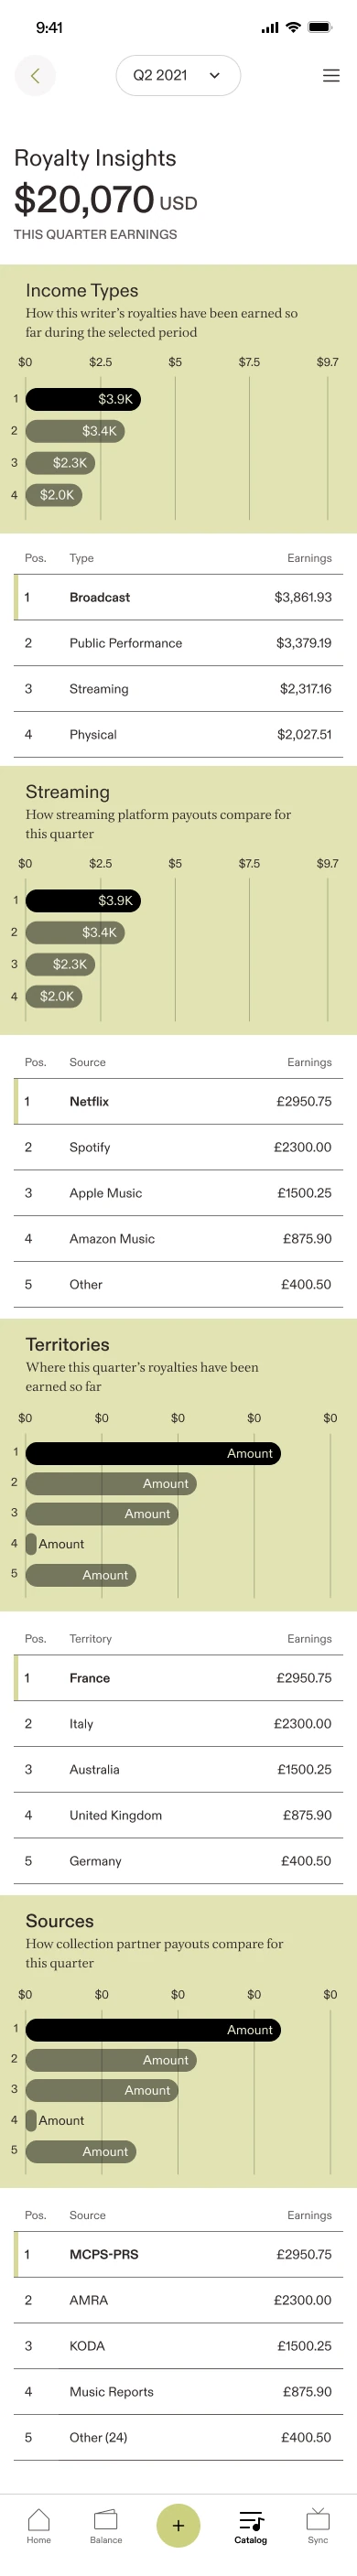 9:41
Q2 2021
Royalty Insights
$20,070 USD
THIS QUARTER EARNINGS
Income Types
How this writer's royalties have been earned so
far during the selected period
$0 $2.5 $5 $7.5 $9.7
1 $3.9K
2 $3.4K
3 $2.3K
4 $2.0K
Pos. Type Earnings
1 Broadcast $3,861.93
2 Public Performance $3,379.19
3 Streaming $2,317.16
4 Physical $2,027.51
Streaming
How streaming platform payouts compare for
this quarter
$0 $2.5 $5 $7.5 $9.7
1 $3.9K
2 $3.4K
3 $2.3K
4 $2.0K
Pos. Source Earnings
1 Netflix £2950.75
2 Spotify £2300.00
3 Apple Music £1500.25
4 Amazon Music £875.90
5 Other £400.50
Territories
Where this quarter's royalties have been
earned so far
$0 $0 $0 $0 $0
1 Amount
2 Amount
3 Amount
4 Amount
5 Amount
Pos. Territory Earnings
1 France £2950.75
2 Italy £2300.00
3 Australia £1500.25
4 United Kingdom £875.90
5 Germany £400.50
Sources
How collection partner payouts compare for
this quarter
$0 $0 $0 $0 $0
1 Amount
2 Amount
3 Amount
4 Amount
5 Amount
Pos. Source Earnings
1 MCPS-PRS £2950.75
2 AMRA £2300.00
3 KODA £1500.25
4 Music Reports £875.90
5 Other (24) £400.50
Home Balance + Catalog Sync